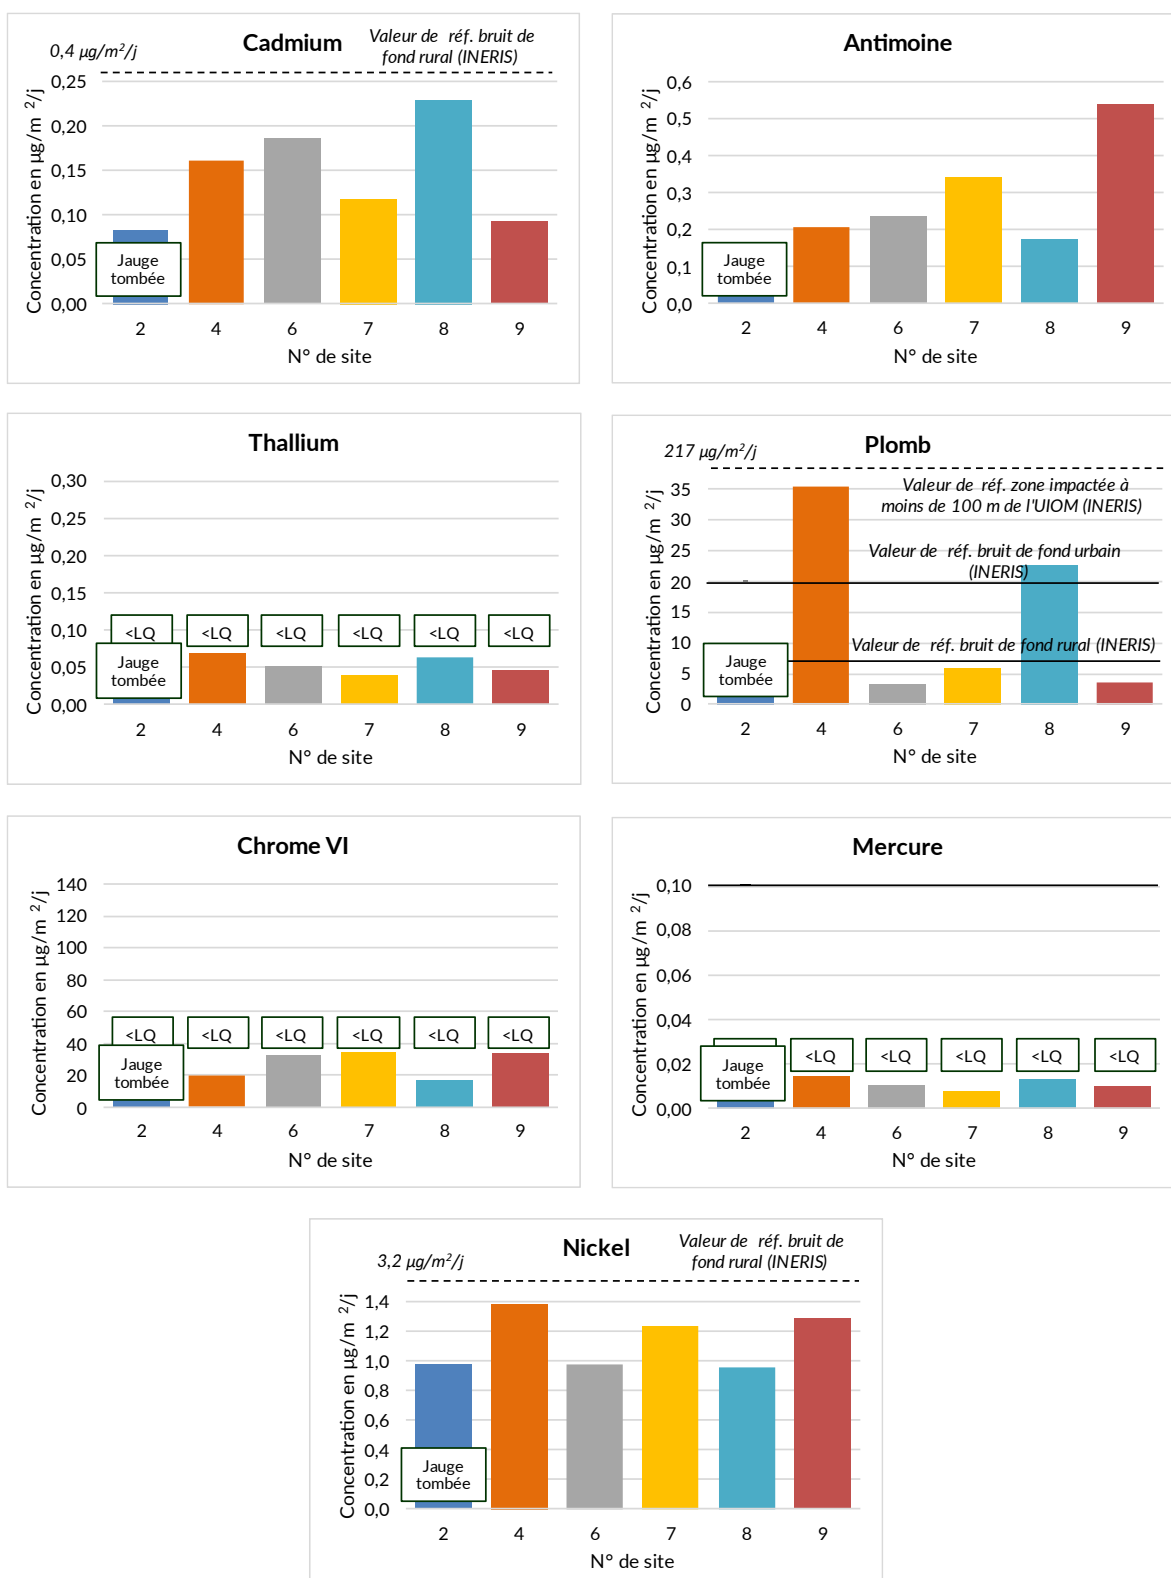 Cadmium
0,4 µg/m²/j
Valeur de réf. bruit de
fond rural (INERIS)
Concentration en µg/m ²/j
0,25
0,20
0,15
0,10
0,05
0,00
Jauge
tombée
2 4 6 7 8 9
N° de site
Antimoine
Concentration en µg/m ²/j
0,6
0,5
0,4
0,3
0,2
0,1
0,0
Jauge
tombée
2 4 6 7 8 9
N° de site
Thallium
Concentration en µg/m ²/j
0,30
0,25
0,20
0,15
0,10
0,05
0,00
<LQ <LQ <LQ <LQ <LQ <LQ
Jauge
tombée
2 4 6 7 8 9
N° de site
Plomb
217 µg/m²/j
Valeur de réf. zone impactée à
moins de 100 m de l'UIOM (INERIS)
Valeur de réf. bruit de fond urbain
(INERIS)
Valeur de réf. bruit de fond rural (INERIS)
Concentration en µg/m ²/j
35
30
25
20
15
10
5
0
Jauge
tombée
2 4 6 7 8 9
N° de site
Chrome VI
Concentration en µg/m ²/j
140
120
100
80
60
40
20
0
<LQ <LQ <LQ <LQ <LQ <LQ
Jauge
tombée
2 4 6 7 8 9
N° de site
Mercure
Concentration en µg/m ²/j
0,10
0,08
0,06
0,04
0,02
0,00
<LQ <LQ <LQ <LQ <LQ
Jauge
tombée
2 4 6 7 8 9
N° de site
Nickel
3,2 µg/m²/j
Valeur de réf. bruit de
fond rural (INERIS)
Concentration en µg/m ²/j
1,4
1,2
1,0
0,8
0,6
0,4
0,2
0,0
Jauge
tombée
2 4 6 7 8 9
N° de site